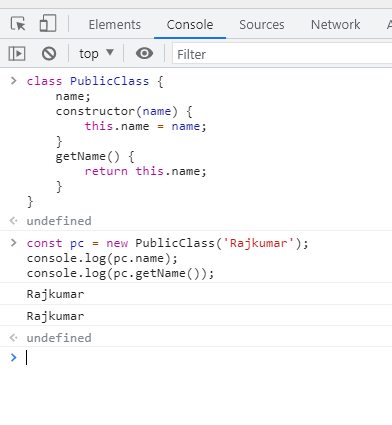 Elements Console Sources Network
top ▼ Filter
> class PublicClass {
    name;
    constructor(name) {
        this.name = name;
    }
    getName() {
        return this.name;
    }
}
<· undefined
> const pc = new PublicClass('Rajkumar');
console.log(pc.name);
console.log(pc.getName());
Rajkumar
Rajkumar
<· undefined
>